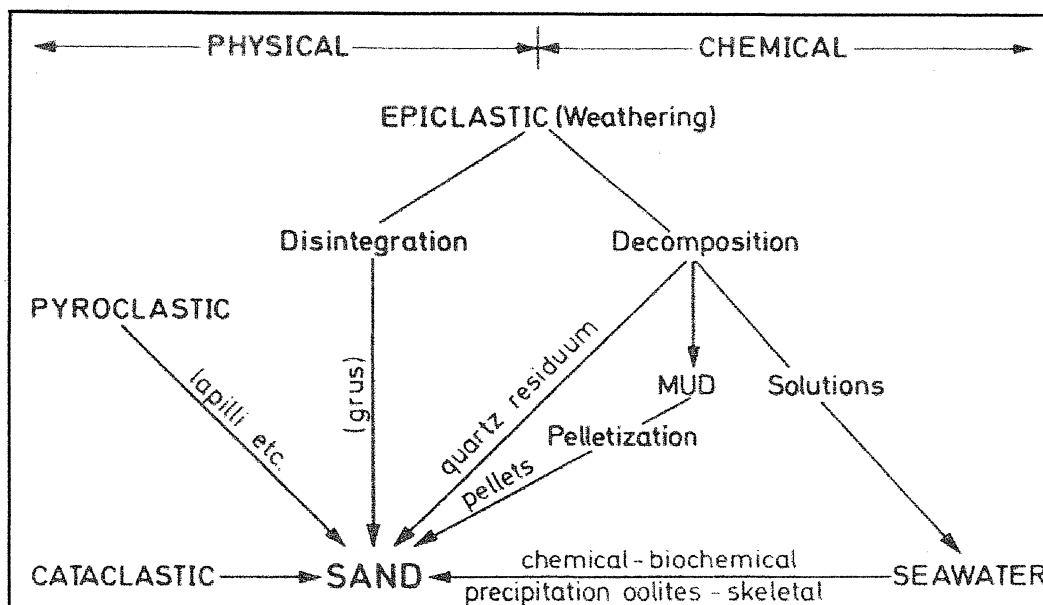 PHYSICAL CHEMICAL
EPICLASTIC (Weathering)
Disintegration Decomposition
PYROCLASTIC
lapilli etc.
(grus)
quartz residuum
MUD Solutions
Pelletization
pellets
chemical - biochemical
CATACLASTIC SAND SEAWATER
precipitation oolites - skeletal